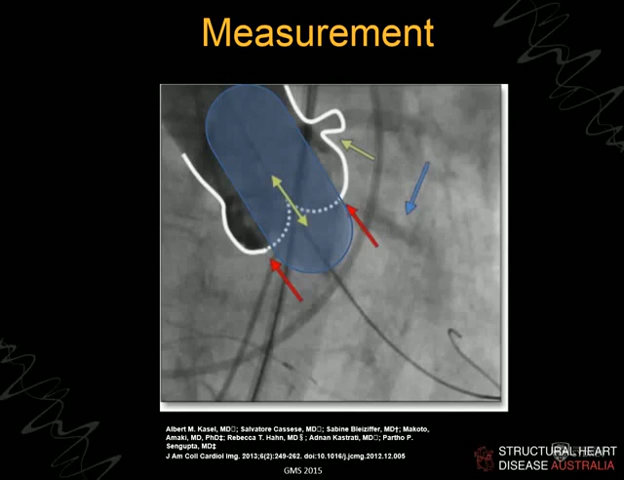 Measurement
Albert M. Kasel, MD□; Salvatore Cassese, MD□; Sabine Bleiziffer, MD†; Makoto,
Amaki, MD, PhD‡; Rebecca T. Hahn, MD§; Adnan Kastrati, MD□; Partho P.
Sengupta, MD‡
J Am Coll Cardiol Img. 2013;6(2):249-262. doi:10.1016/j.jcmg.2012.12.005
GMS 2015
STRUCTURAL HEART
DISEASE AUSTRALIA